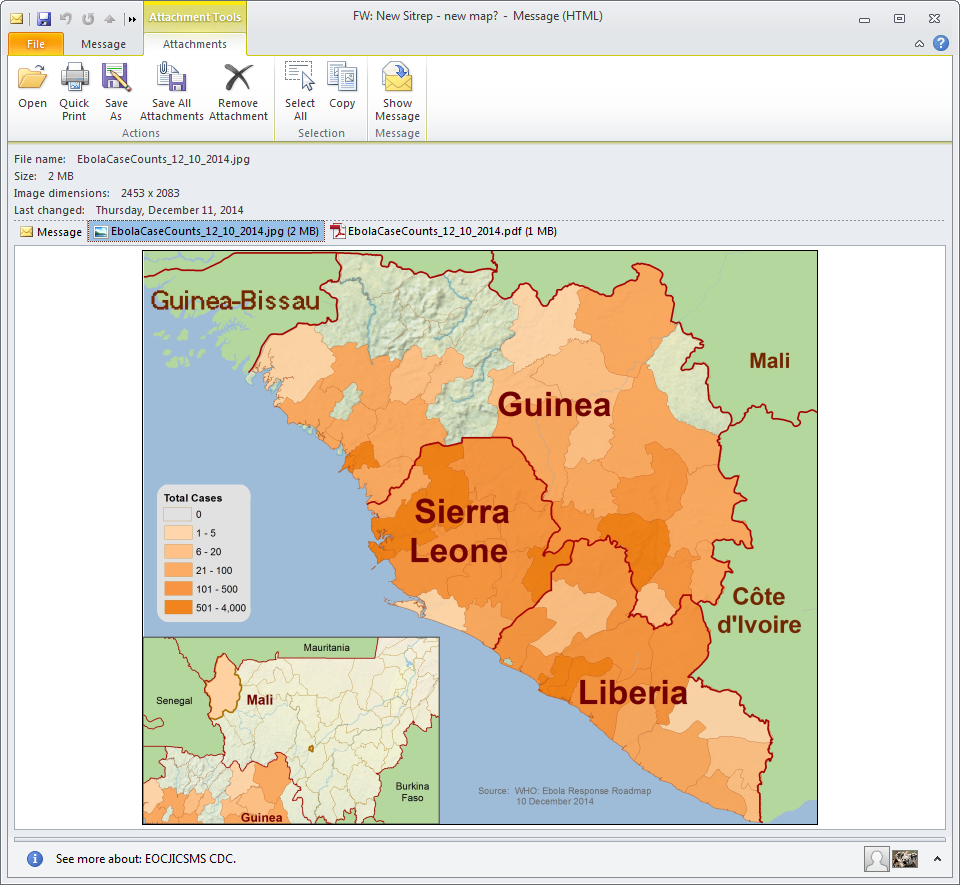 Attachment Tools
FW: New Sitrep - new map? - Message (HTML)
File
Message
Attachments
Open
Quick Print
Save As
Save All Attachments
Remove Attachment
Select All
Copy
Show Message
Actions
Selection
Message
File name: EbolaCaseCounts_12_10_2014.jpg
Size: 2 MB
Image dimensions: 2453 x 2083
Last changed: Thursday, December 11, 2014
Message
EbolaCaseCounts_12_10_2014.jpg (2 MB)
EbolaCaseCounts_12_10_2014.pdf (1 MB)
Guinea-Bissau
Mali
Guinea
Sierra
Leone
Total Cases
0
1 - 5
6 - 20
21 - 100
101 - 500
501 - 4,000
Côte
d'Ivoire
Liberia
Mauritania
Senegal
Mali
Burkina
Faso
Guinea
Source: WHO: Ebola Response Roadmap
10 December 2014
See more about: EOCJICSMS CDC.